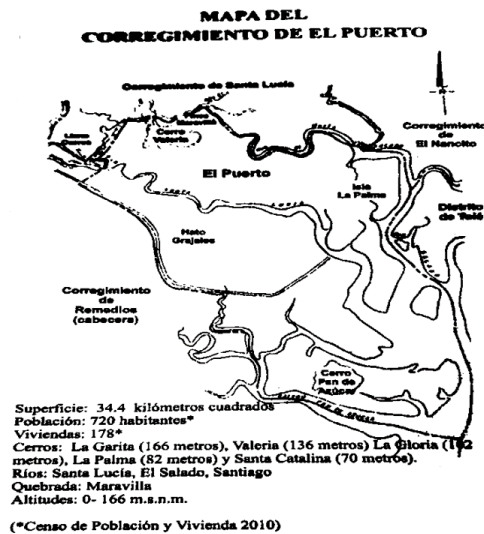 MAPA DEL
CORREGIMIENTO DE EL PUERTO
Corregimiento de Santa Lucía
Cerro
Valeria
Corregimiento
de
El Nancito
El Puerto
Isla
La Palma
Distrito
de Tolé
Hato
Grajales
Corregimiento
de
Remedios
(cabecera)
Cerro
Pan de
Azúcar
Superficie: 34.4 kilómetros cuadrados
Población: 720 habitantes*
Viviendas: 178*
Cerros: La Garita (166 metros), Valeria (136 metros) La Gloria (102
metros), La Palma (82 metros) y Santa Catalina (70 metros).
Ríos: Santa Lucía, El Salado, Santiago
Quebrada: Maravilla
Altitudes: 0- 166 m.s.n.m.
(*Censo de Población y Vivienda 2010)